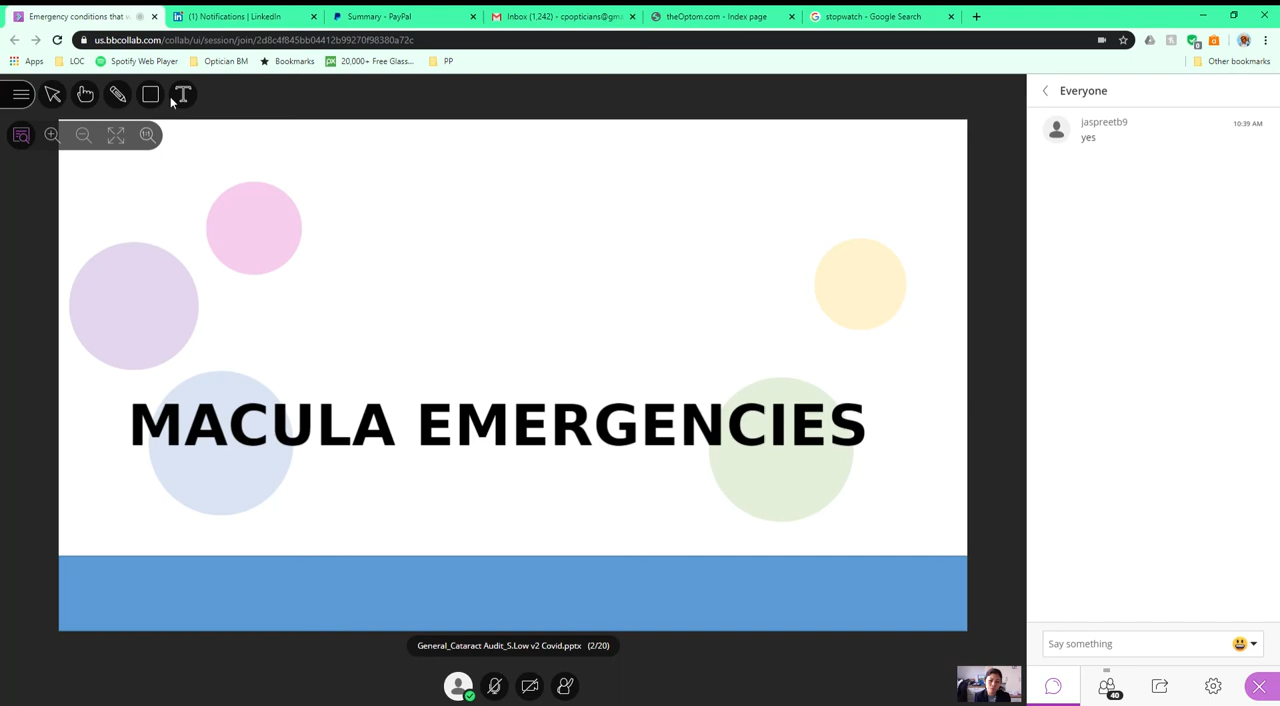 Emergency conditions that w
(1) Notifications | LinkedIn
Summary - PayPal
Inbox (1,242) - cpopticians@gm
theOptom.com - Index page
stopwatch - Google Search
us.bbcollab.com/collab/ui/session/join/2d8c4f845bb04412b99270f98380a72c
Apps
LOC
Spotify Web Player
Optician BM
Bookmarks
20,000+ Free Glass...
PP
Other bookmarks
Everyone
jaspreetb9
10:39 AM
yes
T
1:1
MACULA EMERGENCIES
General_Cataract Audit_S.Low v2 Covid.pptx (2/20)
Say something
40